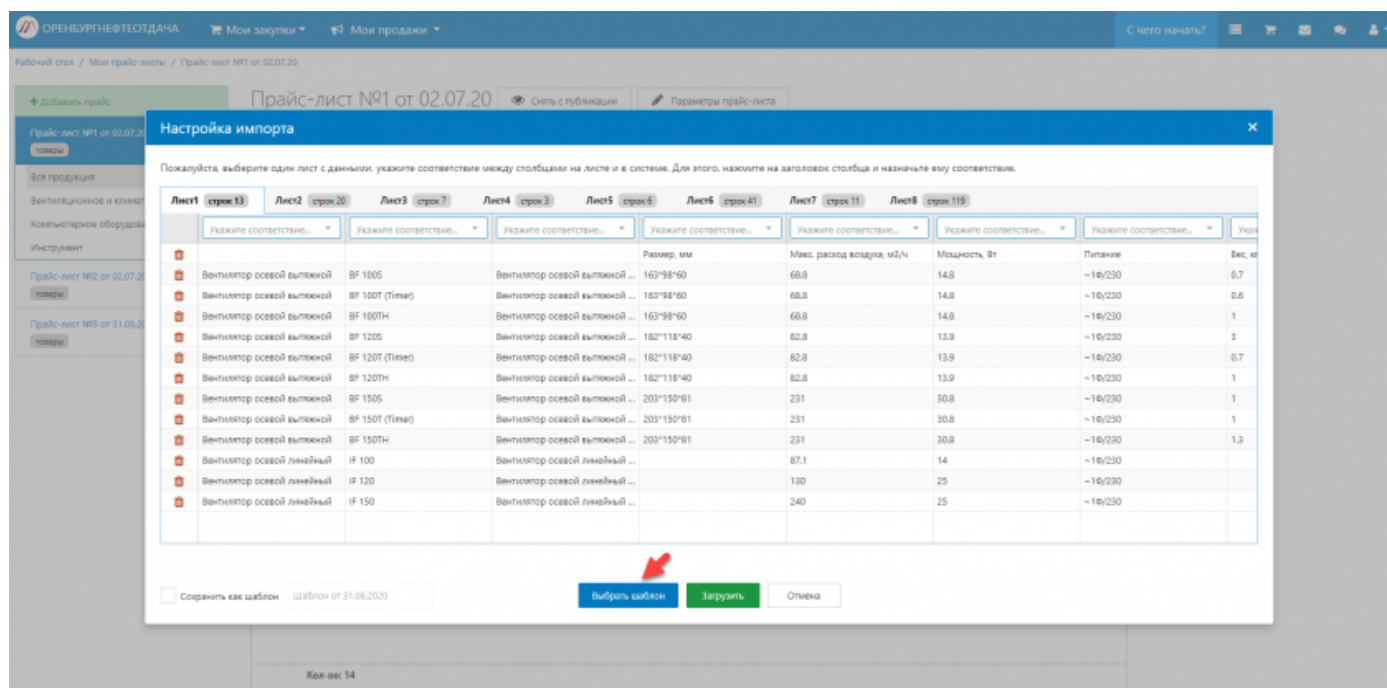 ОРЕНБУРГНЕФТЕОТДАЧА Мои закупки Мои продажи С чего начать?
Рабочий стол / Мои прайс-листы / Прайс-лист №1 от 02.07.20
Добавить прайс Прайс-лист №1 от 02.07.20 Снять с публикации Параметры прайс-листа
Прайс-лист №1 от 02.07.20
товары
Вся продукция
Вентиляционное и климат
Компьютерное оборудова
Инструмент
Прайс-лист №2 от 02.07.2
товары
Прайс-лист №3 от 31.08.20
товары
Настройка импорта
Пожалуйста, выберите один лист с данными, укажите соответствие между столбцами на листе и в системе. Для этого, нажмите на заголовок столбца и назначьте ему соответствие.
Лист1 строк 13 Лист2 строк 20 Лист3 строк 7 Лист4 строк 3 Лист5 строк 6 Лист6 строк 41 Лист7 строк 11 Лист8 строк 119
Укажите соответствие... Укажите соответствие... Укажите соответствие... Укажите соответствие... Укажите соответствие... Укажите соответствие... Укажите соответствие... Укаж
Размер, мм Макс. расход воздуха, м3/ч Мощность, Вт Питание Вес, кг
Вентилятор осевой вытяжной BF 100S Вентилятор осевой вытяжной ... 163*98*60 68.8 14.8 ~1Ф/230 0.7
Вентилятор осевой вытяжной BF 100T (Timer) Вентилятор осевой вытяжной ... 163*98*60 68.8 14.8 ~1Ф/230 0.6
Вентилятор осевой вытяжной BF 100TH Вентилятор осевой вытяжной ... 163*98*60 68.8 14.8 ~1Ф/230 1
Вентилятор осевой вытяжной BF 120S Вентилятор осевой вытяжной ... 182*118*40 82.8 13.9 ~1Ф/230 3
Вентилятор осевой вытяжной BF 120T (Timer) Вентилятор осевой вытяжной ... 182*118*40 82.8 13.9 ~1Ф/230 0.7
Вентилятор осевой вытяжной BF 120TH Вентилятор осевой вытяжной ... 182*118*40 82.8 13.9 ~1Ф/230 1
Вентилятор осевой вытяжной BF 150S Вентилятор осевой вытяжной ... 203*150*81 231 30.8 ~1Ф/230 1
Вентилятор осевой вытяжной BF 150T (Timer) Вентилятор осевой вытяжной ... 203*150*81 231 30.8 ~1Ф/230 1
Вентилятор осевой вытяжной BF 150TH Вентилятор осевой вытяжной ... 203*150*81 231 30.8 ~1Ф/230 1.3
Вентилятор осевой линейный IF 100 Вентилятор осевой линейный ... 87.1 14 ~1Ф/230
Вентилятор осевой линейный IF 120 Вентилятор осевой линейный ... 130 25 ~1Ф/230
Вентилятор осевой линейный IF 150 Вентилятор осевой линейный ... 240 25 ~1Ф/230
Сохранить как шаблон Шаблон от 31.08.2020 Выбрать шаблон Загрузить Отмена
Кол-во: 14